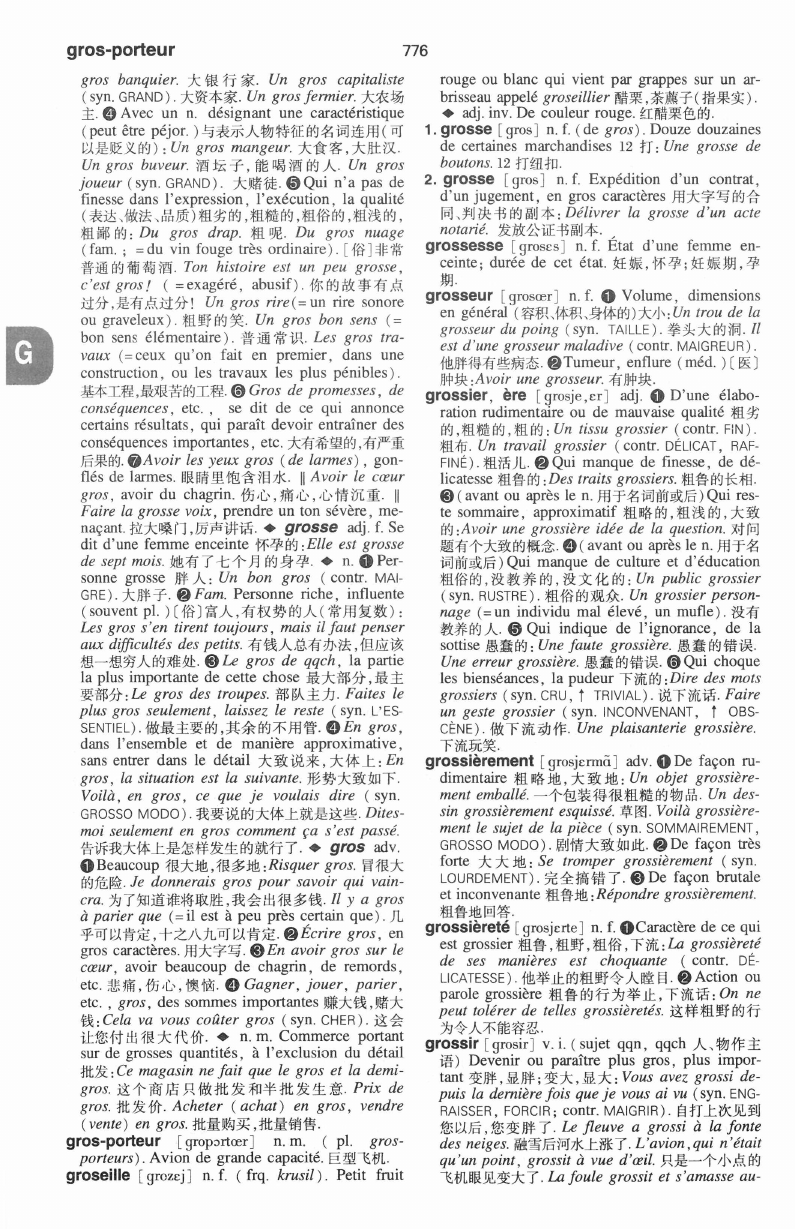 gros-porteur
776
gros banquier. 大银行家. Un gros capitaliste
(syn. GRAND). 大资本家. Un gros fermier. 大农场
主. ❹ Avec un n. désignant une caractéristique
(peut être péjor.)与表示人物特征的名词连用(可
以是贬义的): Un gros mangeur. 大食客,大肚汉.
Un gros buveur. 酒坛子,能喝酒的人. Un gros
joueur (syn. GRAND). 大赌徒. ❺ Qui n'a pas de
finesse dans l'expression, l'exécution, la qualité
(表达、做法、品质)粗劣的,粗糙的,粗俗的,粗浅的,
粗鄙的: Du gros drap. 粗呢. Du gros nuage
(fam. ; =du vin fouge très ordinaire). [俗]非常
普通的葡萄酒. Ton histoire est un peu grosse,
c'est gros! ( =exagéré, abusif). 你的故事有点
过分,是有点过分! Un gros rire(=un rire sonore
ou graveleux). 粗野的笑. Un gros bon sens (=
bon sens élémentaire). 普通常识. Les gros tra-
vaux (=ceux qu'on fait en premier, dans une
construction, ou les travaux les plus pénibles).
基本工程,最艰苦的工程. ❻ Gros de promesses, de
conséquences, etc., se dit de ce qui annonce
certains résultats, qui paraît devoir entraîner des
conséquences importantes, etc. 大有希望的,有严重
后果的. ❼ Avoir les yeux gros (de larmes), gon-
flés de larmes. 眼睛里饱含泪水. ‖ Avoir le cœur
gros, avoir du chagrin. 伤心,痛心,心情沉重. ‖
Faire la grosse voix, prendre un ton sévère, me-
naçant. 拉大嗓门,厉声讲话. ◆ grosse adj. f. Se
dit d'une femme enceinte 怀孕的: Elle est grosse
de sept mois. 她有了七个月的身孕. ◆ n. ❶ Per-
sonne grosse 胖人: Un bon gros (contr. MAI-
GRE). 大胖子. ❷ Fam. Personne riche, influente
(souvent pl.)〔俗〕富人,有权势的人(常用复数):
Les gros s'en tirent toujours, mais il faut penser
aux difficultés des petits. 有钱人总有办法,但应该
想一想穷人的难处. ❸ Le gros de qqch, la partie
la plus importante de cette chose 最大部分,最主
要部分: Le gros des troupes. 部队主力. Faites le
plus gros seulement, laissez le reste (syn. L'ES-
SENTIEL). 做最主要的,其余的不用管. ❹ En gros,
dans l'ensemble et de manière approximative,
sans entrer dans le détail 大致说来,大体上: En
gros, la situation est la suivante. 形势大致如下.
Voilà, en gros, ce que je voulais dire (syn.
GROSSO MODO). 我要说的大体上就是这些. Dites-
moi seulement en gros comment ça s'est passé.
告诉我大体上是怎样发生的就行了. ◆ gros adv.
❶ Beaucoup 很大地,很多地: Risquer gros. 冒很大
的危险. Je donnerais gros pour savoir qui vain-
cra. 为了知道谁将取胜,我会出很多钱. Il y a gros
à parier que (=il est à peu près certain que). 几
乎可以肯定,十之八九可以肯定. ❷ Écrire gros, en
gros caractères. 用大字写. ❸ En avoir gros sur le
cœur, avoir beaucoup de chagrin, de remords,
etc. 悲痛,伤心,懊恼. ❹ Gagner, jouer, parier,
etc., gros, des sommes importantes 赚大钱,赌大
钱: Cela va vous coûter gros (syn. CHER). 这会
让您付出很大代价. ◆ n. m. Commerce portant
sur de grosses quantités, à l'exclusion du détail
批发: Ce magasin ne fait que le gros et la demi-
gros. 这个商店只做批发和半批发生意. Prix de
gros. 批发价. Acheter (achat) en gros, vendre
(vente) en gros. 批量购买,批量销售.
gros-porteur [grɔpɔrtœr] n. m. ( pl. gros-
porteurs). Avion de grande capacité. 巨型飞机.
groseille [grozɛj] n. f. ( frq. krusil). Petit fruit
rouge ou blanc qui vient par grappes sur un ar-
brisseau appelé groseillier 醋栗,茶藨子(指果实).
◆ adj. inv. De couleur rouge. 红醋栗色的.
1. grosse [gros] n. f. (de gros). Douze douzaines
de certaines marchandises 12 打: Une grosse de
boutons. 12 打纽扣.
2. grosse [gros] n. f. Expédition d'un contrat,
d'un jugement, en gros caractères 用大字写的合
同、判决书的副本: Délivrer la grosse d'un acte
notarié. 发放公证书副本.
grossesse [grosɛs] n. f. État d'une femme en-
ceinte; durée de cet état. 妊娠,怀孕;妊娠期,孕
期.
grosseur [grosœr] n. f. ❶ Volume, dimensions
en général (容积、体积、身体的)大小: Un trou de la
grosseur du poing (syn. TAILLE). 拳头大的洞. Il
est d'une grosseur maladive (contr. MAIGREUR).
他胖得有些病态. ❷ Tumeur, enflure (méd.)〔医〕
肿块: Avoir une grosseur. 有肿块.
grossier, ère [grosje,ɛr] adj. ❶ D'une élabo-
ration rudimentaire ou de mauvaise qualité 粗劣
的,粗糙的,粗的: Un tissu grossier (contr. FIN).
粗布. Un travail grossier (contr. DÉLICAT, RAF-
FINÉ). 粗活儿. ❷ Qui manque de finesse, de dé-
licatesse 粗鲁的: Des traits grossiers. 粗鲁的长相.
❸ (avant ou après le n. 用于名词前或后) Qui res-
te sommaire, approximatif 粗略的,粗浅的,大致
的: Avoir une grossière idée de la question. 对问
题有个大致的概念. ❹ (avant ou après le n. 用于名
词前或后) Qui manque de culture et d'éducation
粗俗的,没教养的,没文化的: Un public grossier
(syn. RUSTRE). 粗俗的观众. Un grossier person-
nage (=un individu mal élevé, un mufle). 没有
教养的人. ❺ Qui indique de l'ignorance, de la
sottise 愚蠢的: Une faute grossière. 愚蠢的错误.
Une erreur grossière. 愚蠢的错误. ❻ Qui choque
les bienséances, la pudeur 下流的: Dire des mots
grossiers (syn. CRU, ↑ TRIVIAL). 说下流话. Faire
un geste grossier (syn. INCONVENANT, ↑ OBS-
CÈNE). 做下流动作. Une plaisanterie grossière.
下流玩笑.
grossièrement [grosjɛrmɑ̃] adv. ❶ De façon ru-
dimentaire 粗略地,大致地: Un objet grossière-
ment emballé. 一个包装得很粗糙的物品. Un des-
sin grossièrement esquissé. 草图. Voilà grossière-
ment le sujet de la pièce (syn. SOMMAIREMENT,
GROSSO MODO). 剧情大致如此. ❷ De façon très
forte 大大地: Se tromper grossièrement (syn.
LOURDEMENT). 完全搞错了. ❸ De façon brutale
et inconvenante 粗鲁地: Répondre grossièrement.
粗鲁地回答.
grossièreté [grosjɛrte] n. f. ❶ Caractère de ce qui
est grossier 粗鲁,粗野,粗俗,下流: La grossièreté
de ses manières est choquante (contr. DÉ-
LICATESSE). 他举止的粗野令人瞠目. ❷ Action ou
parole grossière 粗鲁的行为举止,下流话: On ne
peut tolérer de telles grossièretés. 这样粗野的行
为令人不能容忍.
grossir [grosir] v. i. (sujet qqn, qqch 人、物作主
语) Devenir ou paraître plus gros, plus impor-
tant 变胖,显胖;变大,显大: Vous avez grossi de-
puis la dernière fois que je vous ai vu (syn. ENG-
RAISSER, FORCIR; contr. MAIGRIR). 自打上次见到
您以后,您变胖了. Le fleuve a grossi à la fonte
des neiges. 融雪后河水上涨了. L'avion, qui n'était
qu'un point, grossit à vue d'œil. 只是一个小点的
飞机眼见变大了. La foule grossit et s'amasse au-
G